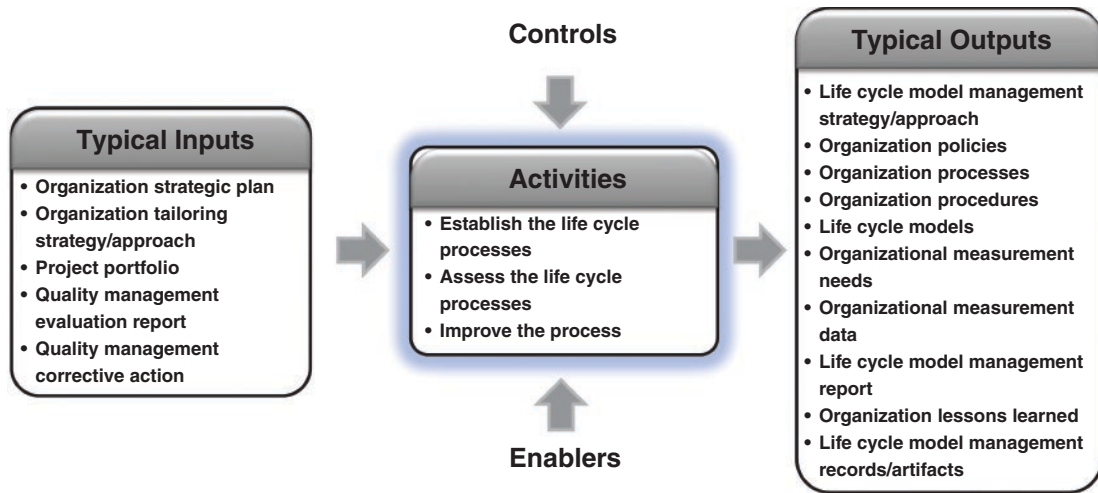 Controls
Typical Inputs
• Organization strategic plan
• Organization tailoring
strategy/approach
• Project portfolio
• Quality management
evaluation report
• Quality management
corrective action
Activities
• Establish the life cycle
processes
• Assess the life cycle
processes
• Improve the process
Enablers
Typical Outputs
• Life cycle model management
strategy/approach
• Organization policies
• Organization processes
• Organization procedures
• Life cycle models
• Organizational measurement
needs
• Organizational measurement
data
• Life cycle model management
report
• Organization lessons learned
• Life cycle model management
records/artifacts